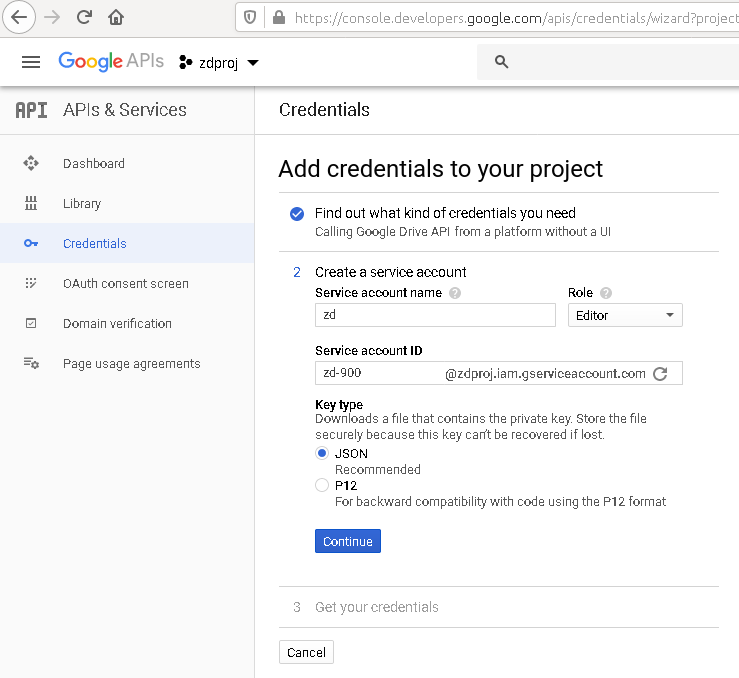 https://console.developers.google.com/apis/credentials/wizard?project
Google APIs zdproj
API APIs & Services
Credentials
Dashboard
Library
Credentials
OAuth consent screen
Domain verification
Page usage agreements
Add credentials to your project
Find out what kind of credentials you need
Calling Google Drive API from a platform without a UI
2 Create a service account
Service account name ? Role ?
zd Editor
Service account ID
zd-900 @zdproj.iam.gserviceaccount.com
Key type
Downloads a file that contains the private key. Store the file
securely because this key can't be recovered if lost.
JSON
Recommended
P12
For backward compatibility with code using the P12 format
Continue
3 Get your credentials
Cancel